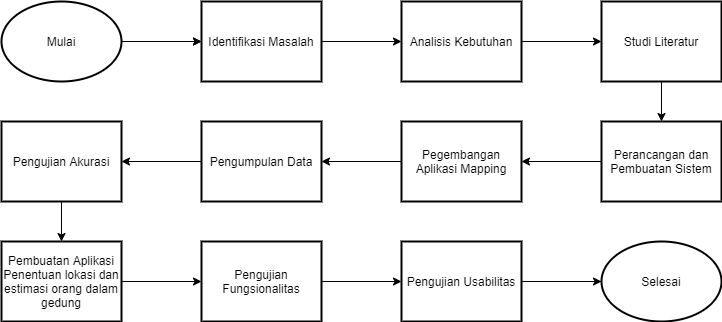 Mulai
Identifikasi Masalah
Analisis Kebutuhan
Studi Literatur
Perancangan dan
Pembuatan Sistem
Pegembangan
Aplikasi Mapping
Pengumpulan Data
Pengujian Akurasi
Pembuatan Aplikasi
Penentuan lokasi dan
estimasi orang dalam
gedung
Pengujian
Fungsionalitas
Pengujian Usabilitas
Selesai